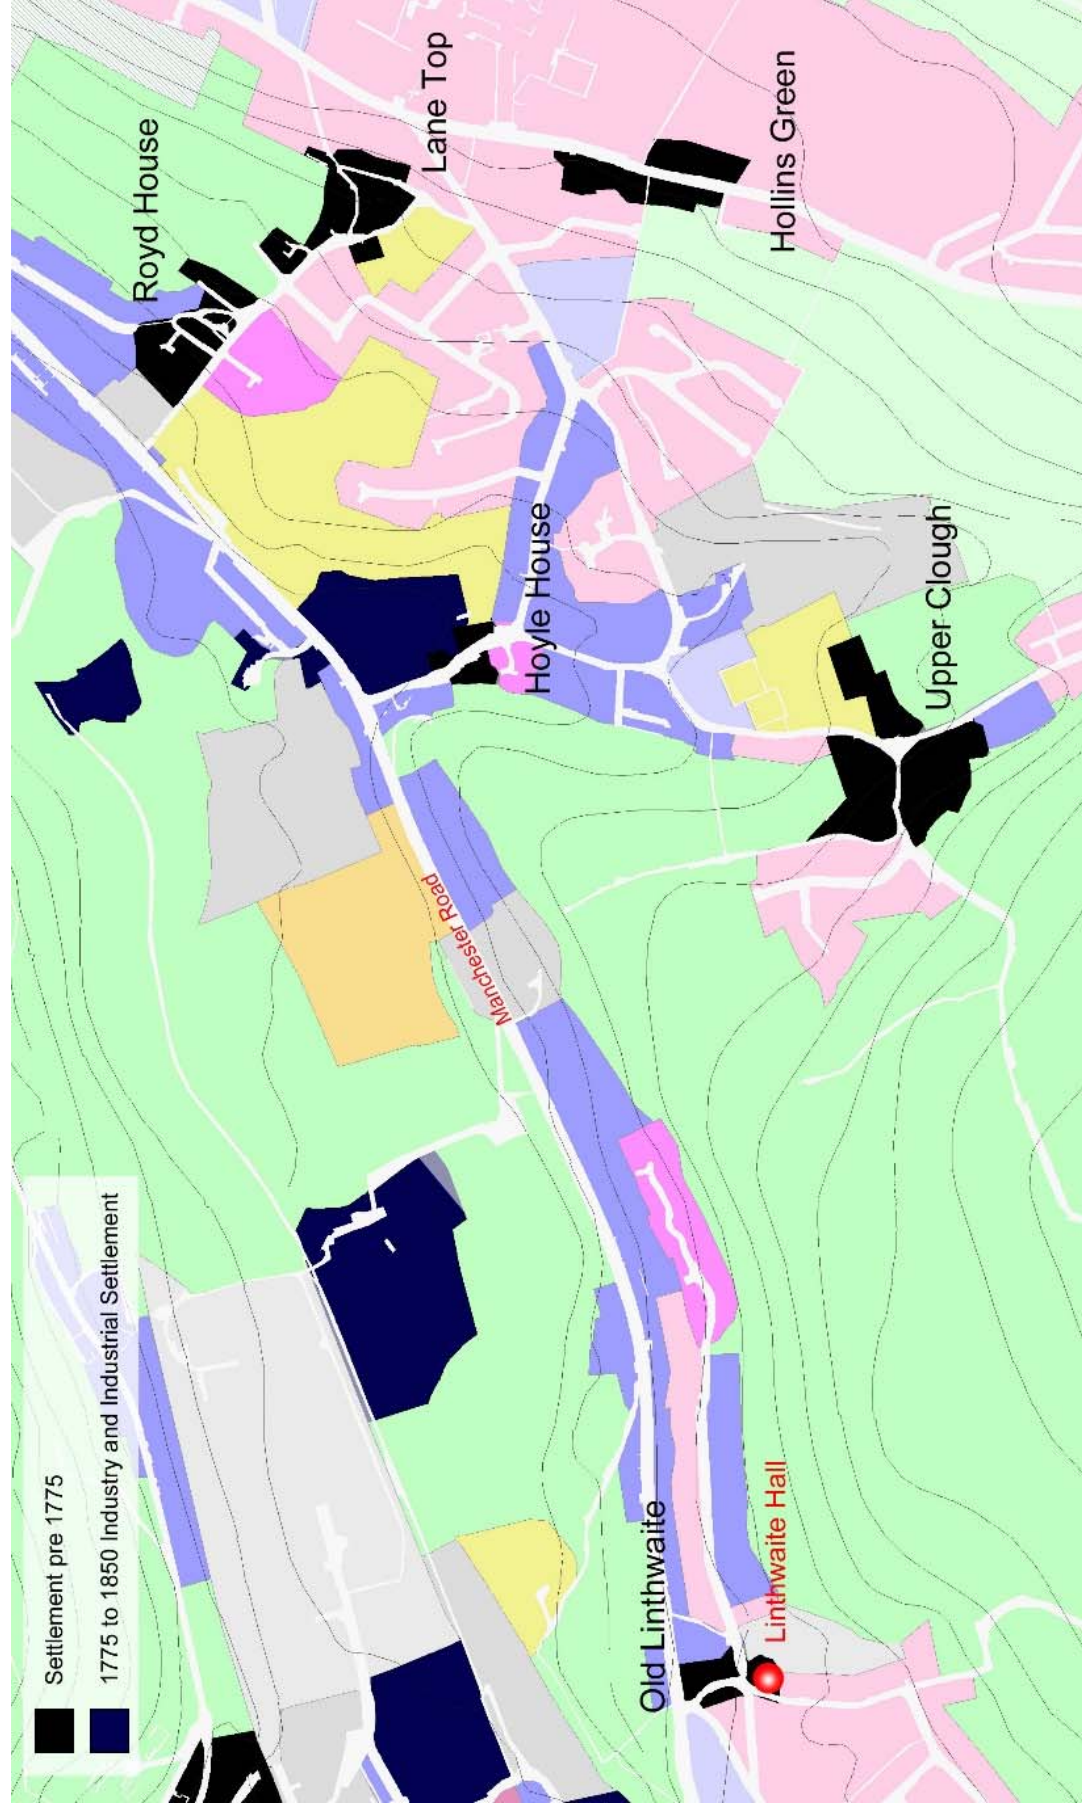 Settlement pre 1775
1775 to 1850 Industry and Industrial Settlement
Royd House
Lane Top
Hollins Green
Hoyle House
Upper Clough
Manchester Road
Old Linthwaite
Linthwaite Hall